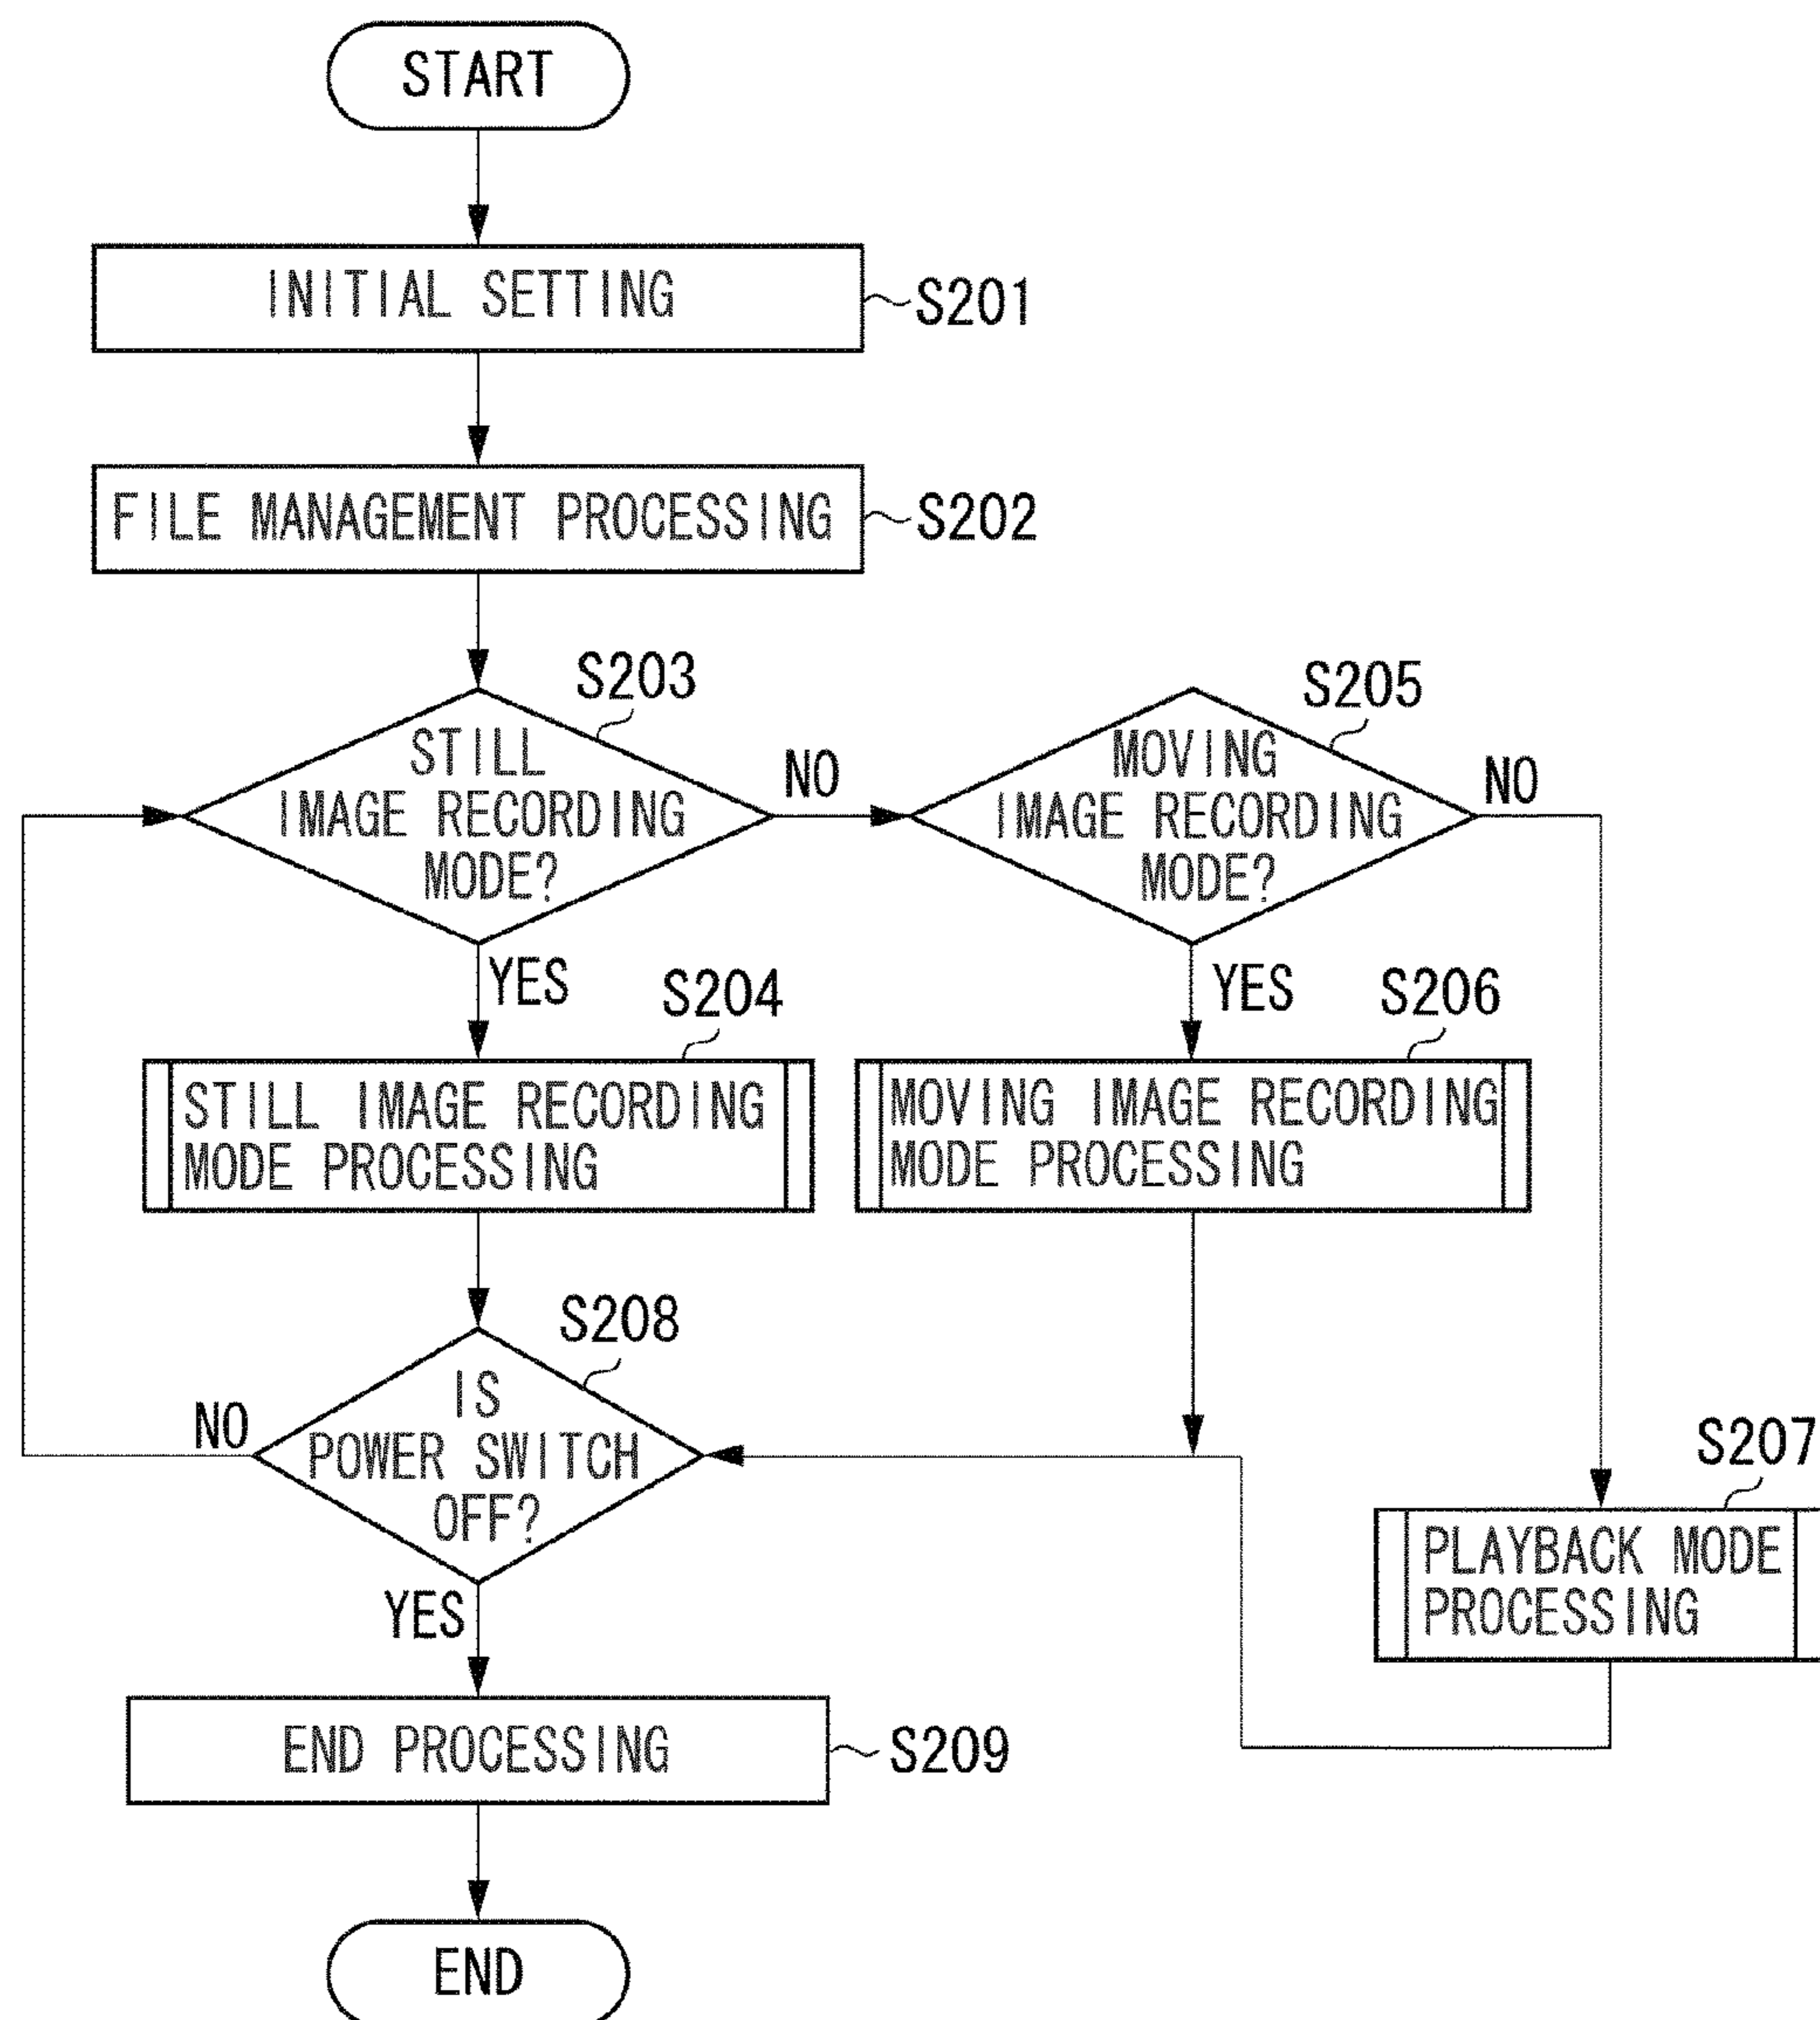 START
INITIAL SETTING
S201
FILE MANAGEMENT PROCESSING
S202
S203
STILL
IMAGE RECORDING
MODE?
NO
YES
S205
MOVING
IMAGE RECORDING
MODE?
NO
YES
S204
STILL IMAGE RECORDING
MODE PROCESSING
S206
MOVING IMAGE RECORDING
MODE PROCESSING
S208
IS
POWER SWITCH
OFF?
NO
YES
S207
PLAYBACK MODE
PROCESSING
END PROCESSING
S209
END